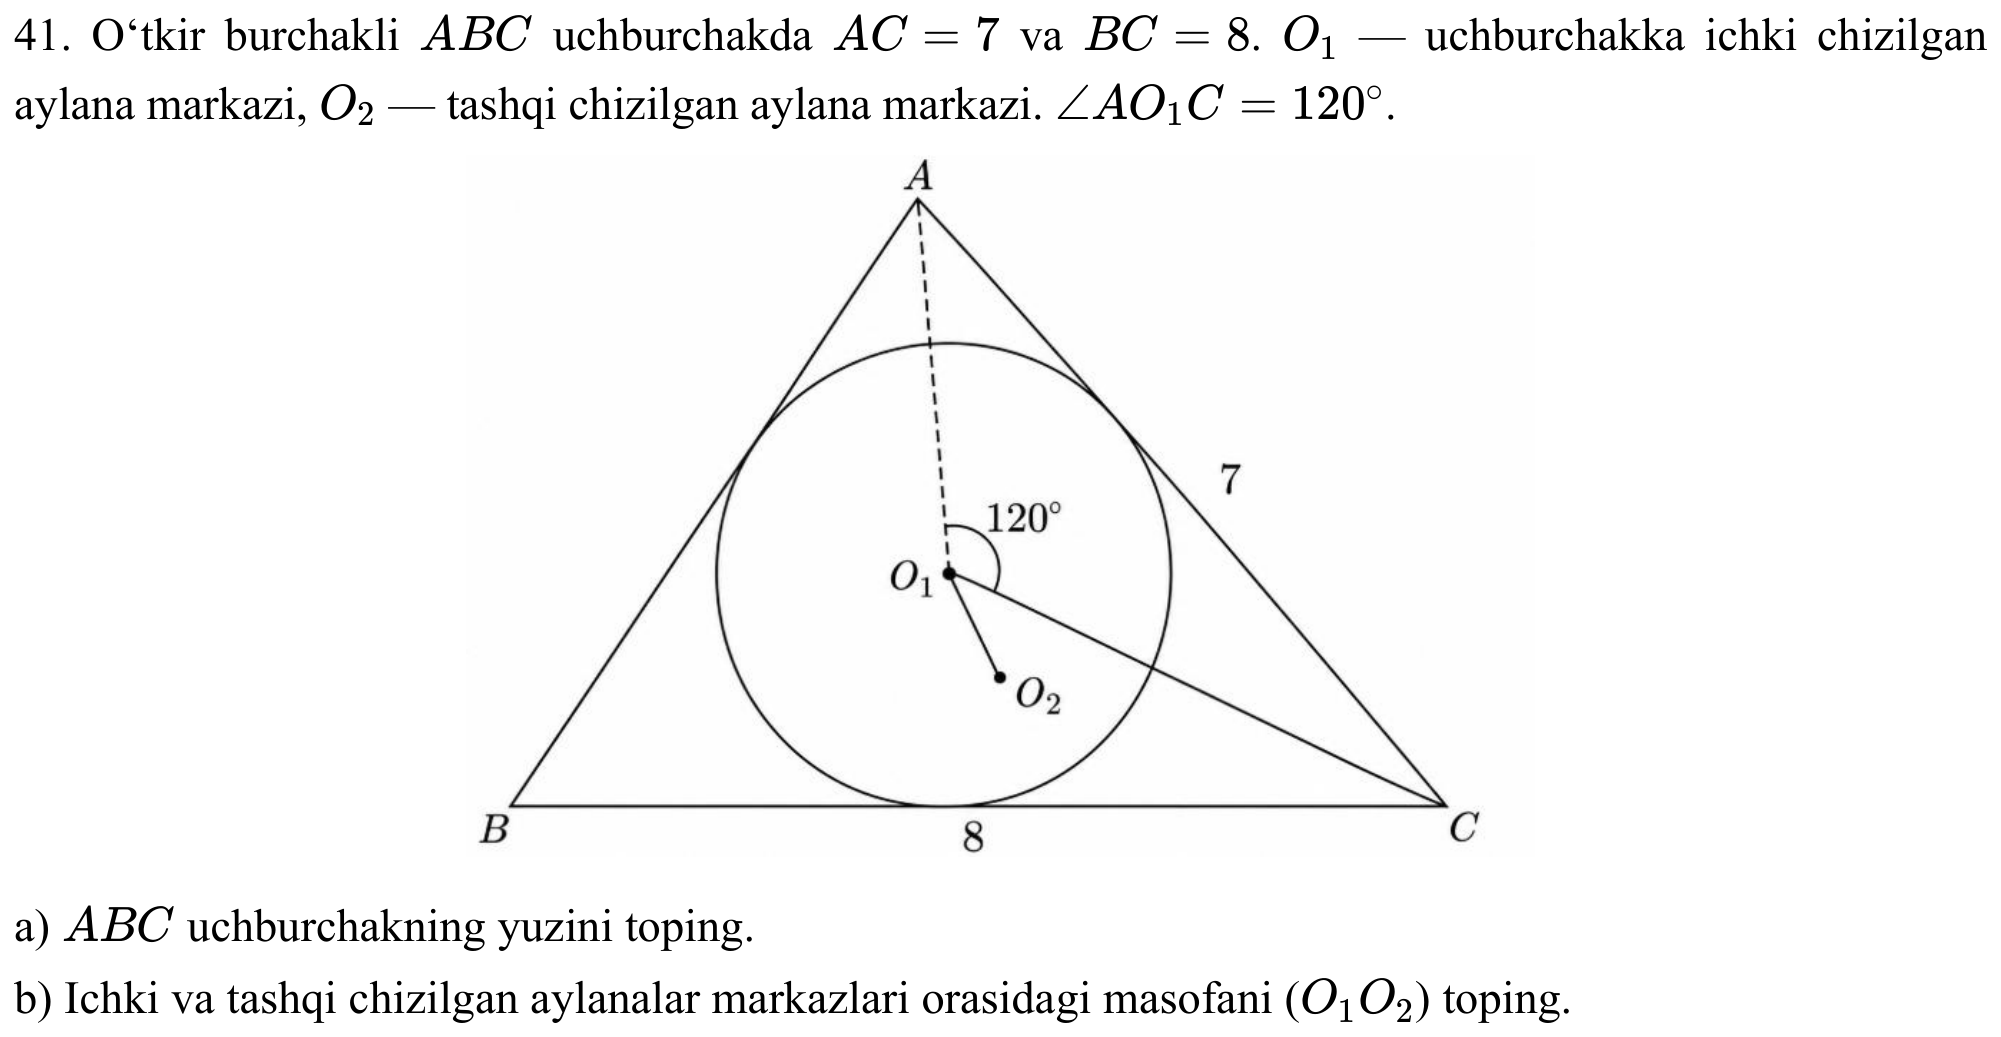 41. O‘tkir burchakli ABC uchburchakda AC = 7 va BC = 8. O₁ — uchburchakka ichki chizilgan
aylana markazi, O₂ — tashqi chizilgan aylana markazi. ∠AO₁C = 120°.
A
7
120°
O₁
O₂
B
8
C
a) ABC uchburchakning yuzini toping.
b) Ichki va tashqi chizilgan aylanalar markazlari orasidagi masofani (O₁O₂) toping.